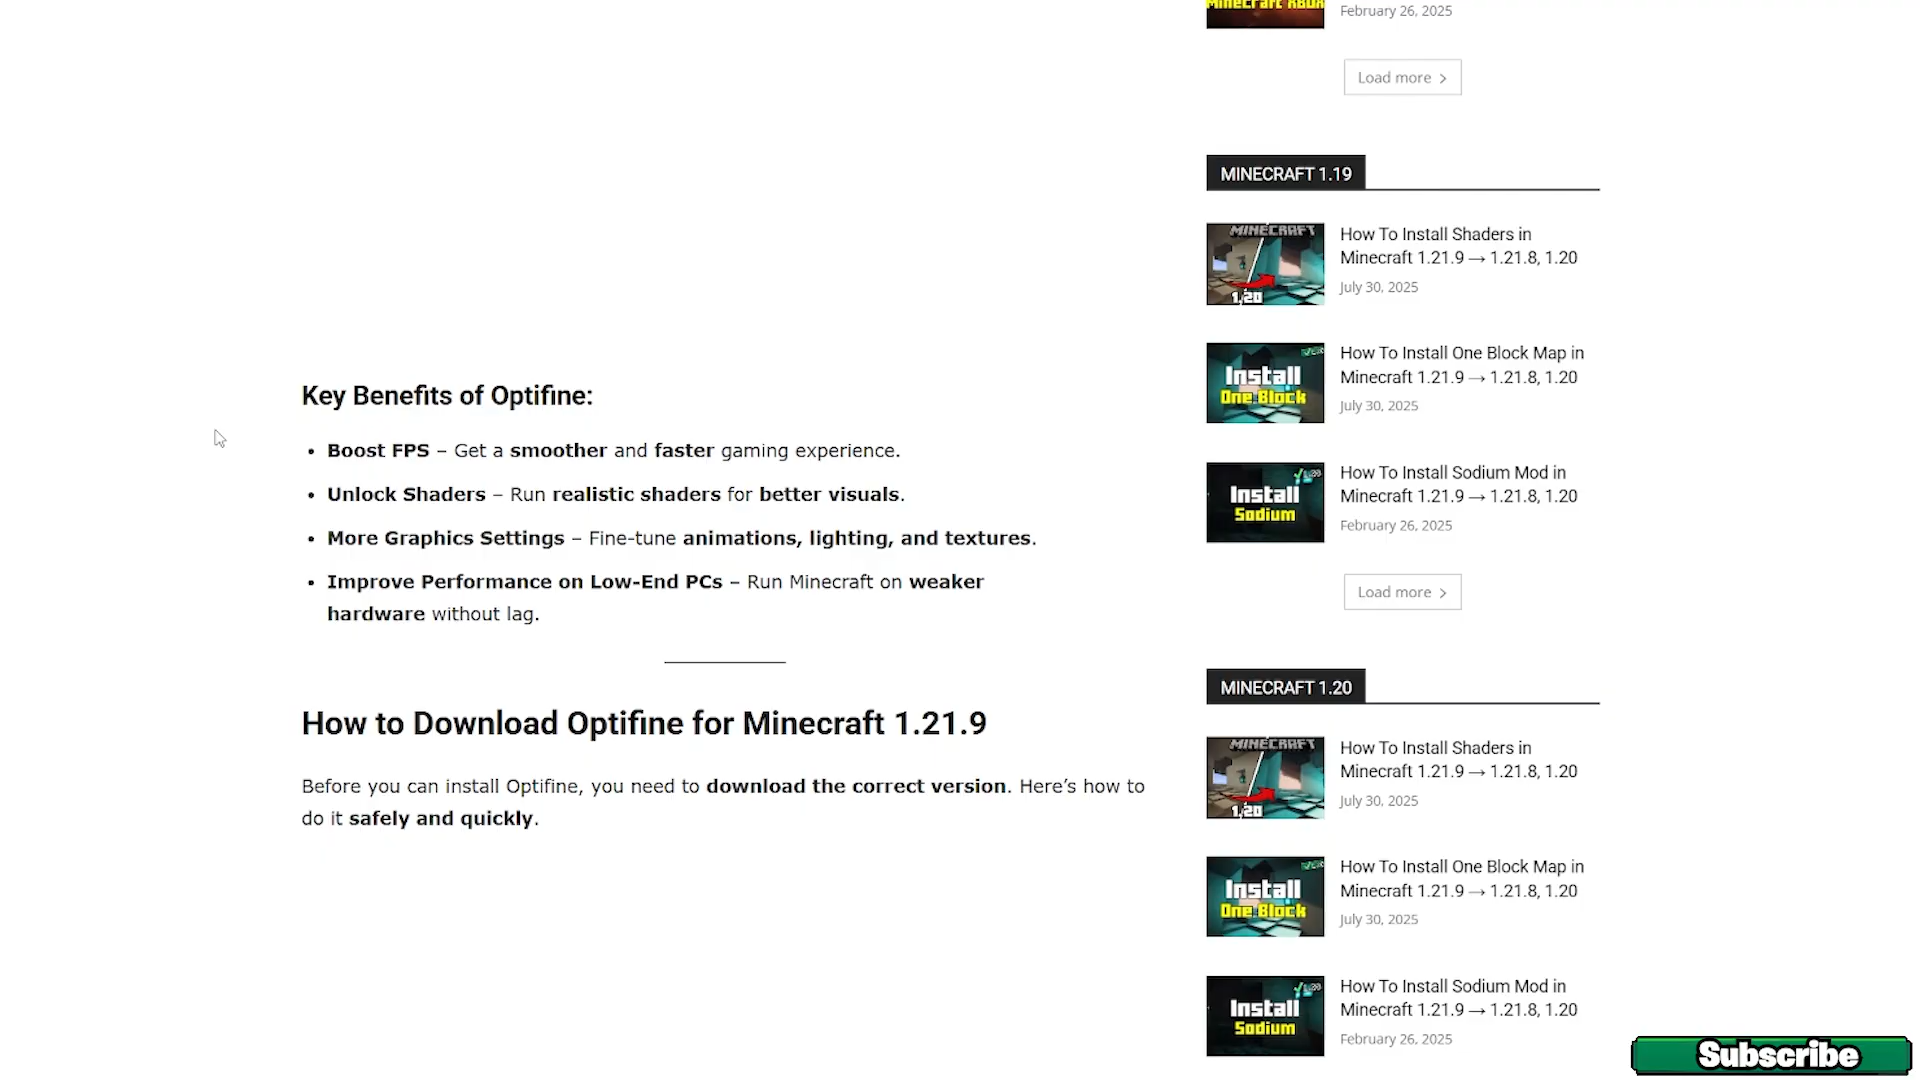 Minecraft XBOX
February 26, 2025
Load more
MINECRAFT 1.19
MINECRAFT
1.20
How To Install Shaders in
Minecraft 1.21.9 → 1.21.8, 1.20
July 30, 2025
Install
One Block
How To Install One Block Map in
Minecraft 1.21.9 → 1.21.8, 1.20
July 30, 2025
Install
Sodium
How To Install Sodium Mod in
Minecraft 1.21.9 → 1.21.8, 1.20
February 26, 2025
Load more
Key Benefits of Optifine:
• Boost FPS – Get a smoother and faster gaming experience.
• Unlock Shaders – Run realistic shaders for better visuals.
• More Graphics Settings – Fine-tune animations, lighting, and textures.
• Improve Performance on Low-End PCs – Run Minecraft on weaker
hardware without lag.
How to Download Optifine for Minecraft 1.21.9
Before you can install Optifine, you need to download the correct version. Here’s how to
do it safely and quickly.
MINECRAFT 1.20
MINECRAFT
1.20
How To Install Shaders in
Minecraft 1.21.9 → 1.21.8, 1.20
July 30, 2025
Install
One Block
How To Install One Block Map in
Minecraft 1.21.9 → 1.21.8, 1.20
July 30, 2025
Install
Sodium
How To Install Sodium Mod in
Minecraft 1.21.9 → 1.21.8, 1.20
February 26, 2025
Subscribe